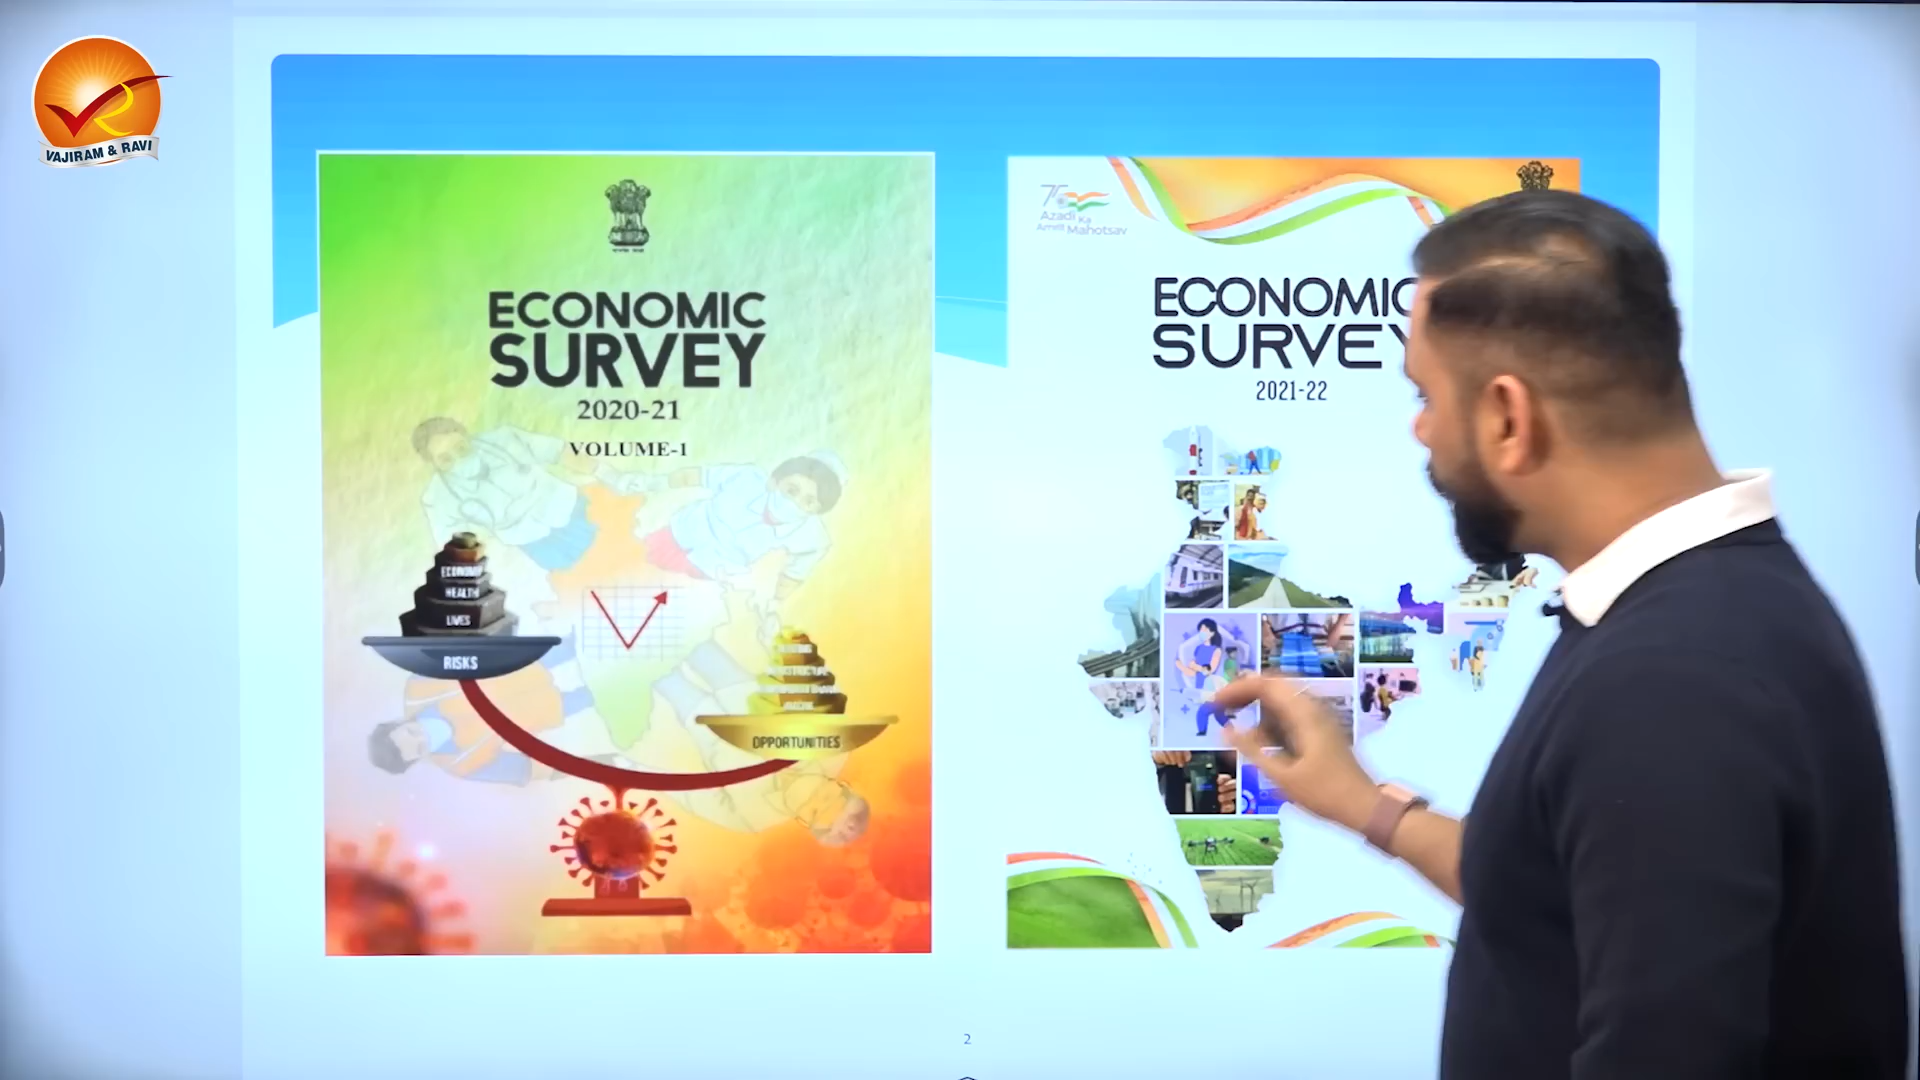 VAJIRAM & RAVI
ECONOMIC
SURVEY
2020-21
VOLUME-1
ECONOMY
HEALTH
LIVES
RISKS
OPPORTUNITIES
75
Azadi Ka
Amrit Mahotsav
ECONOMIC
SURVEY
2021-22
2